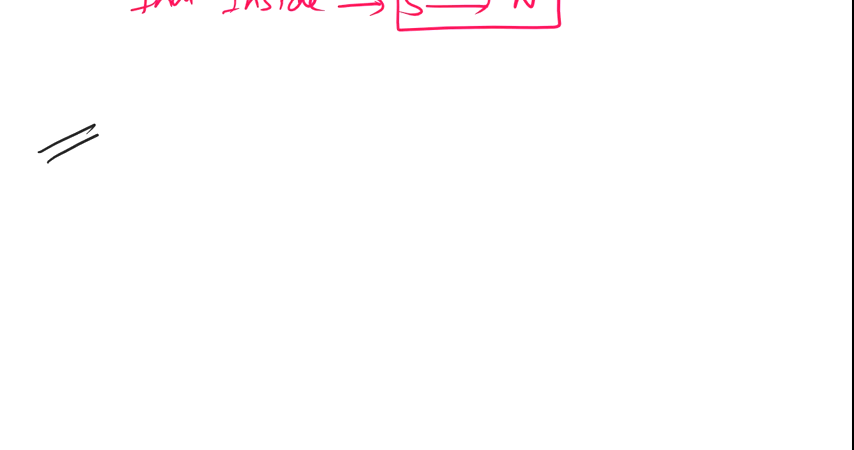 Inside → S → N